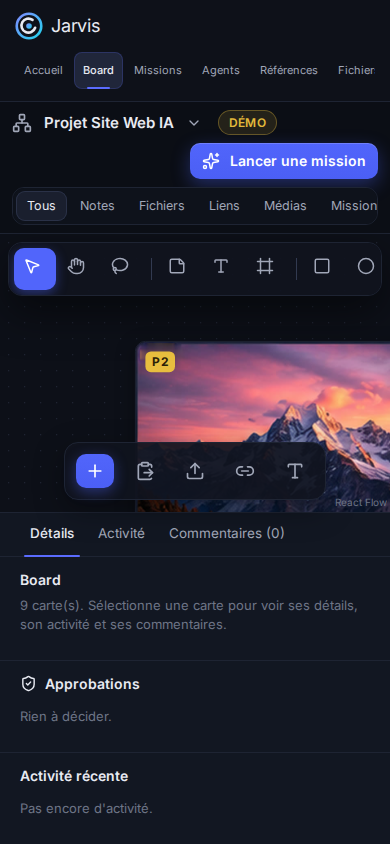 Jarvis
Accueil Board Missions Agents Références Fichier
Projet Site Web IA DÉMO
Lancer une mission
Tous Notes Fichiers Liens Médias Mission
P2
React Flow
Détails Activité Commentaires (0)
Board
9 carte(s). Sélectionne une carte pour voir ses détails,
son activité et ses commentaires.
Approbations
Rien à décider.
Activité récente
Pas encore d'activité.